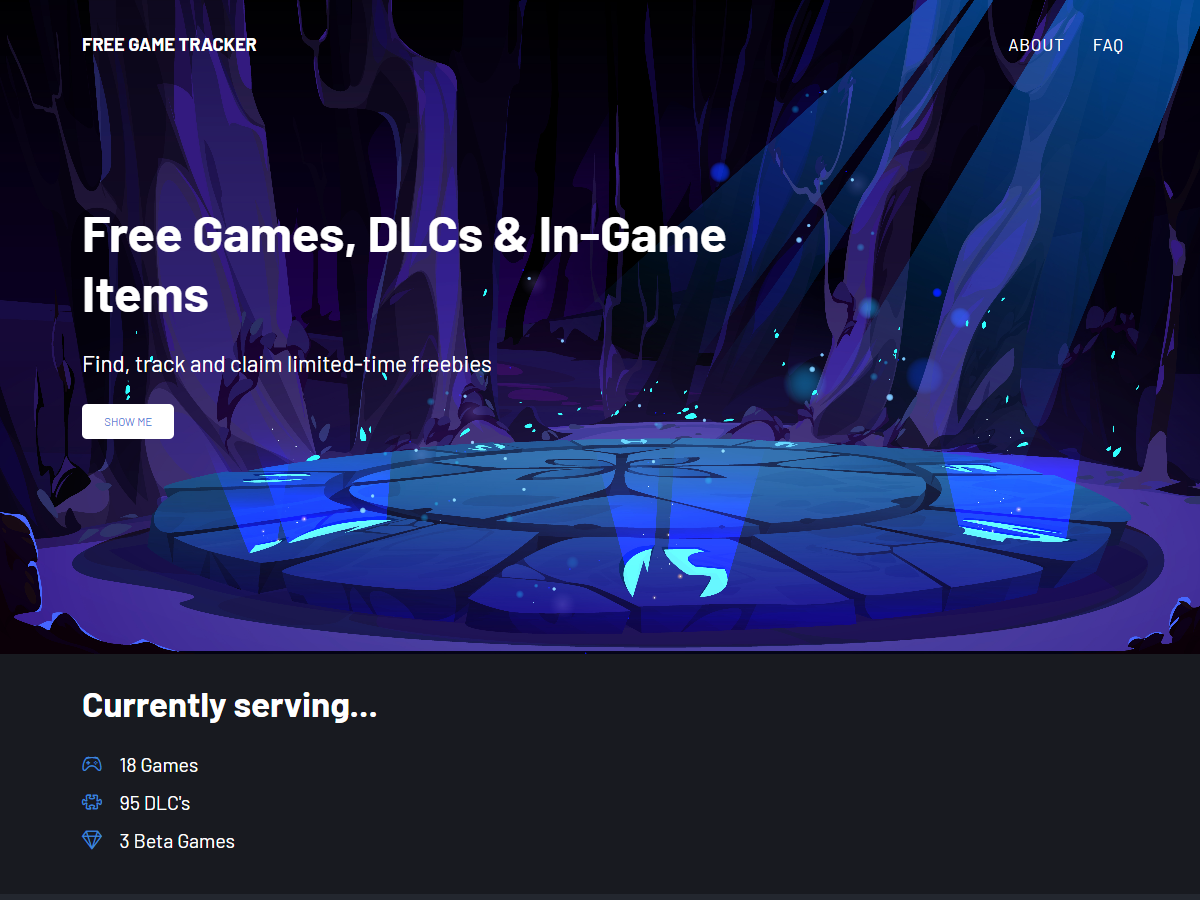 FREE GAME TRACKER
ABOUT FAQ
Free Games, DLCs & In-Game
Items
Find, track and claim limited-time freebies
SHOW ME
Currently serving...
18 Games
95 DLC's
3 Beta Games